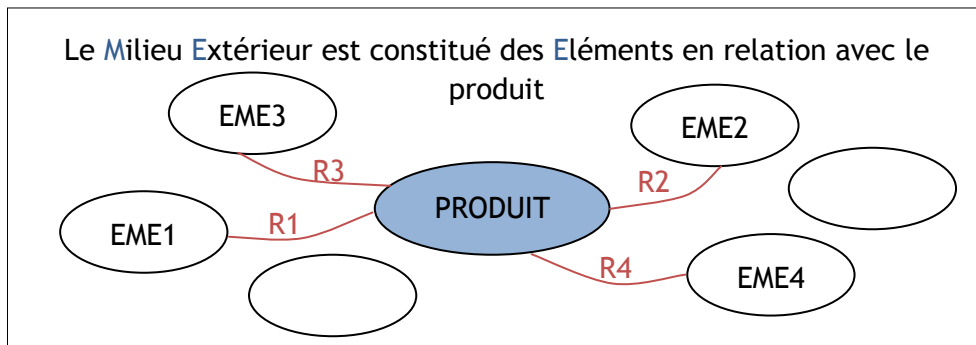 Le Milieu Extérieur est constitué des Eléments en relation avec le
produit
EME3
EME2
R3
R2
PRODUIT
EME1
R1
R4
EME4